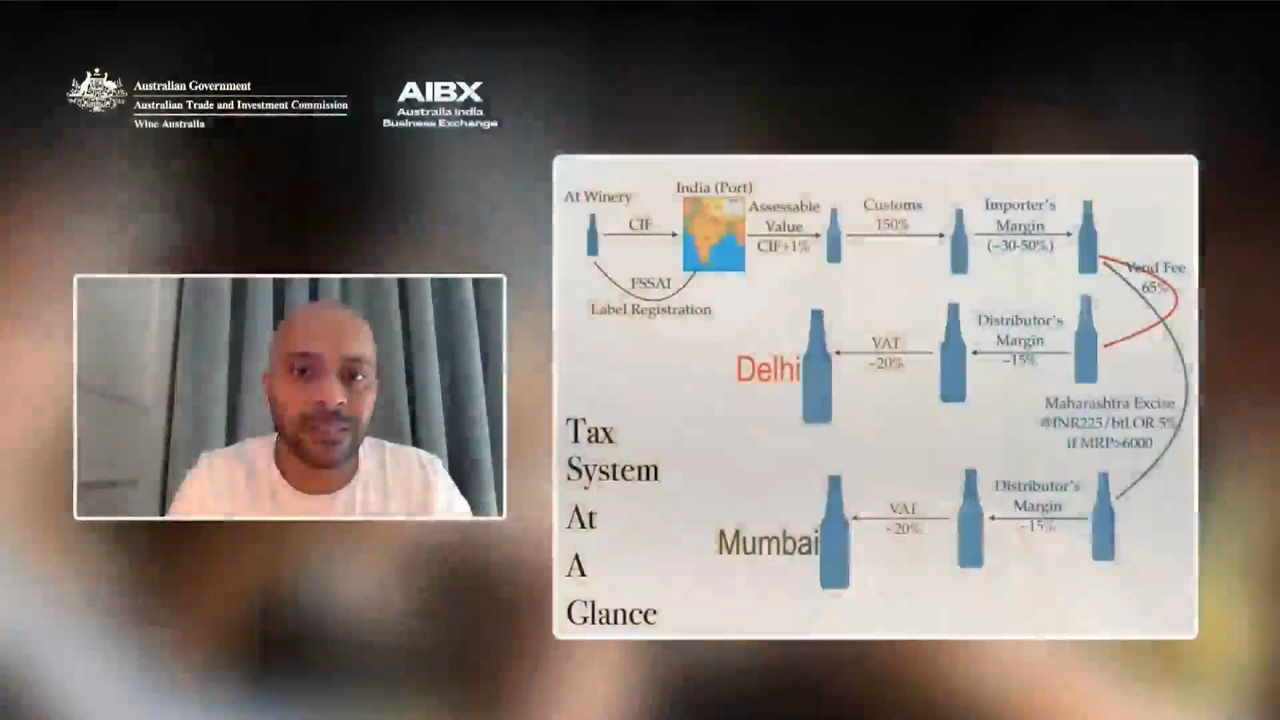 Australian Government
Australian Trade and Investment Commission
Wine Australia
AIBX
Australia India
Business Exchange
At Winery
CIF
India (Port)
Assessable
Value
CIF+1%
Customs
150%
Importer's
Margin
(~30-50%)
FSSAI
Label Registration
Vend Fee
65%
Distributor's
Margin
~15%
VAT
~20%
Delhi
Maharashtra Excise
@INR225/btl OR 5%
if MRP>6000
Distributor's
Margin
~15%
VAT
~20%
Mumbai
Tax
System
At
A
Glance